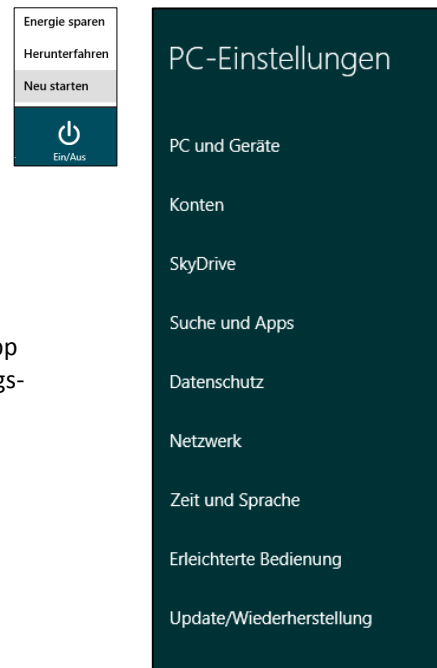 Energie sparen
Herunterfahren
Neu starten
Ein/Aus
gs-
PC-Einstellungen
PC und Geräte
Konten
SkyDrive
Suche und Apps
Datenschutz
Netzwerk
Zeit und Sprache
Erleichterte Bedienung
Update/Wiederherstellung